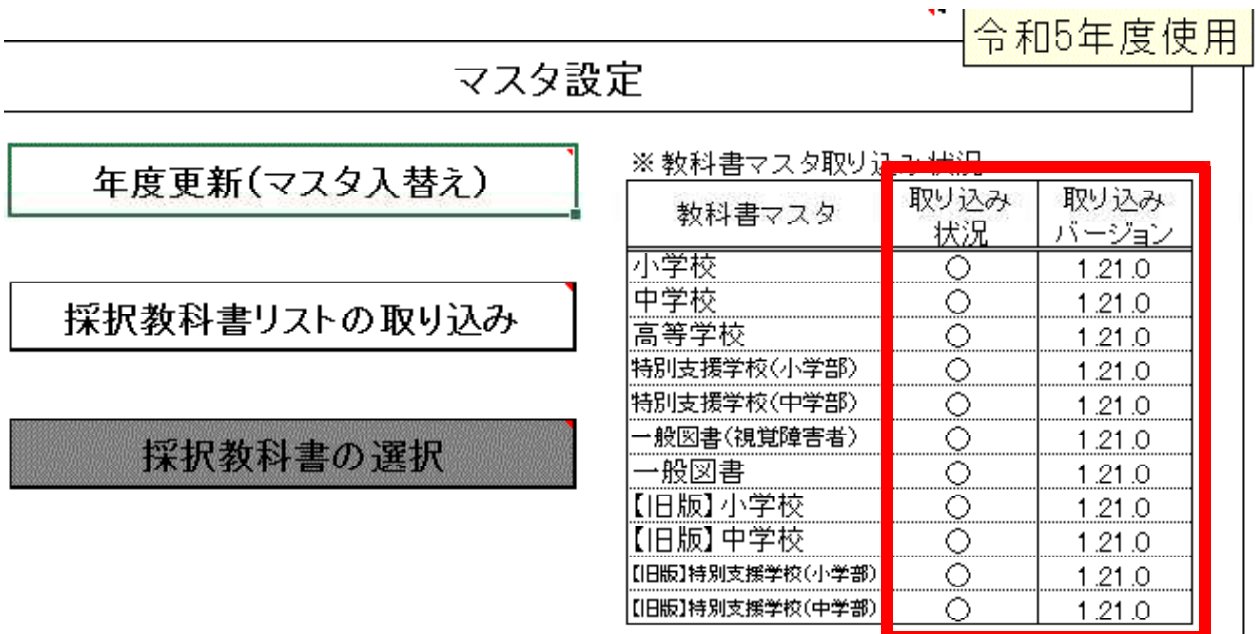 令和5年度使用
マスタ設定
年度更新(マスタ入替え)
採択教科書リストの取り込み
採択教科書の選択
※教科書マスタ取り込み状況
教科書マスタ 取り込み状況 取り込みバージョン
小学校 ○ 1.21.0
中学校 ○ 1.21.0
高等学校 ○ 1.21.0
特別支援学校(小学部) ○ 1.21.0
特別支援学校(中学部) ○ 1.21.0
一般図書(視覚障害者) ○ 1.21.0
一般図書 ○ 1.21.0
【旧版】小学校 ○ 1.21.0
【旧版】中学校 ○ 1.21.0
【旧版】特別支援学校(小学部) ○ 1.21.0
【旧版】特別支援学校(中学部) ○ 1.21.0